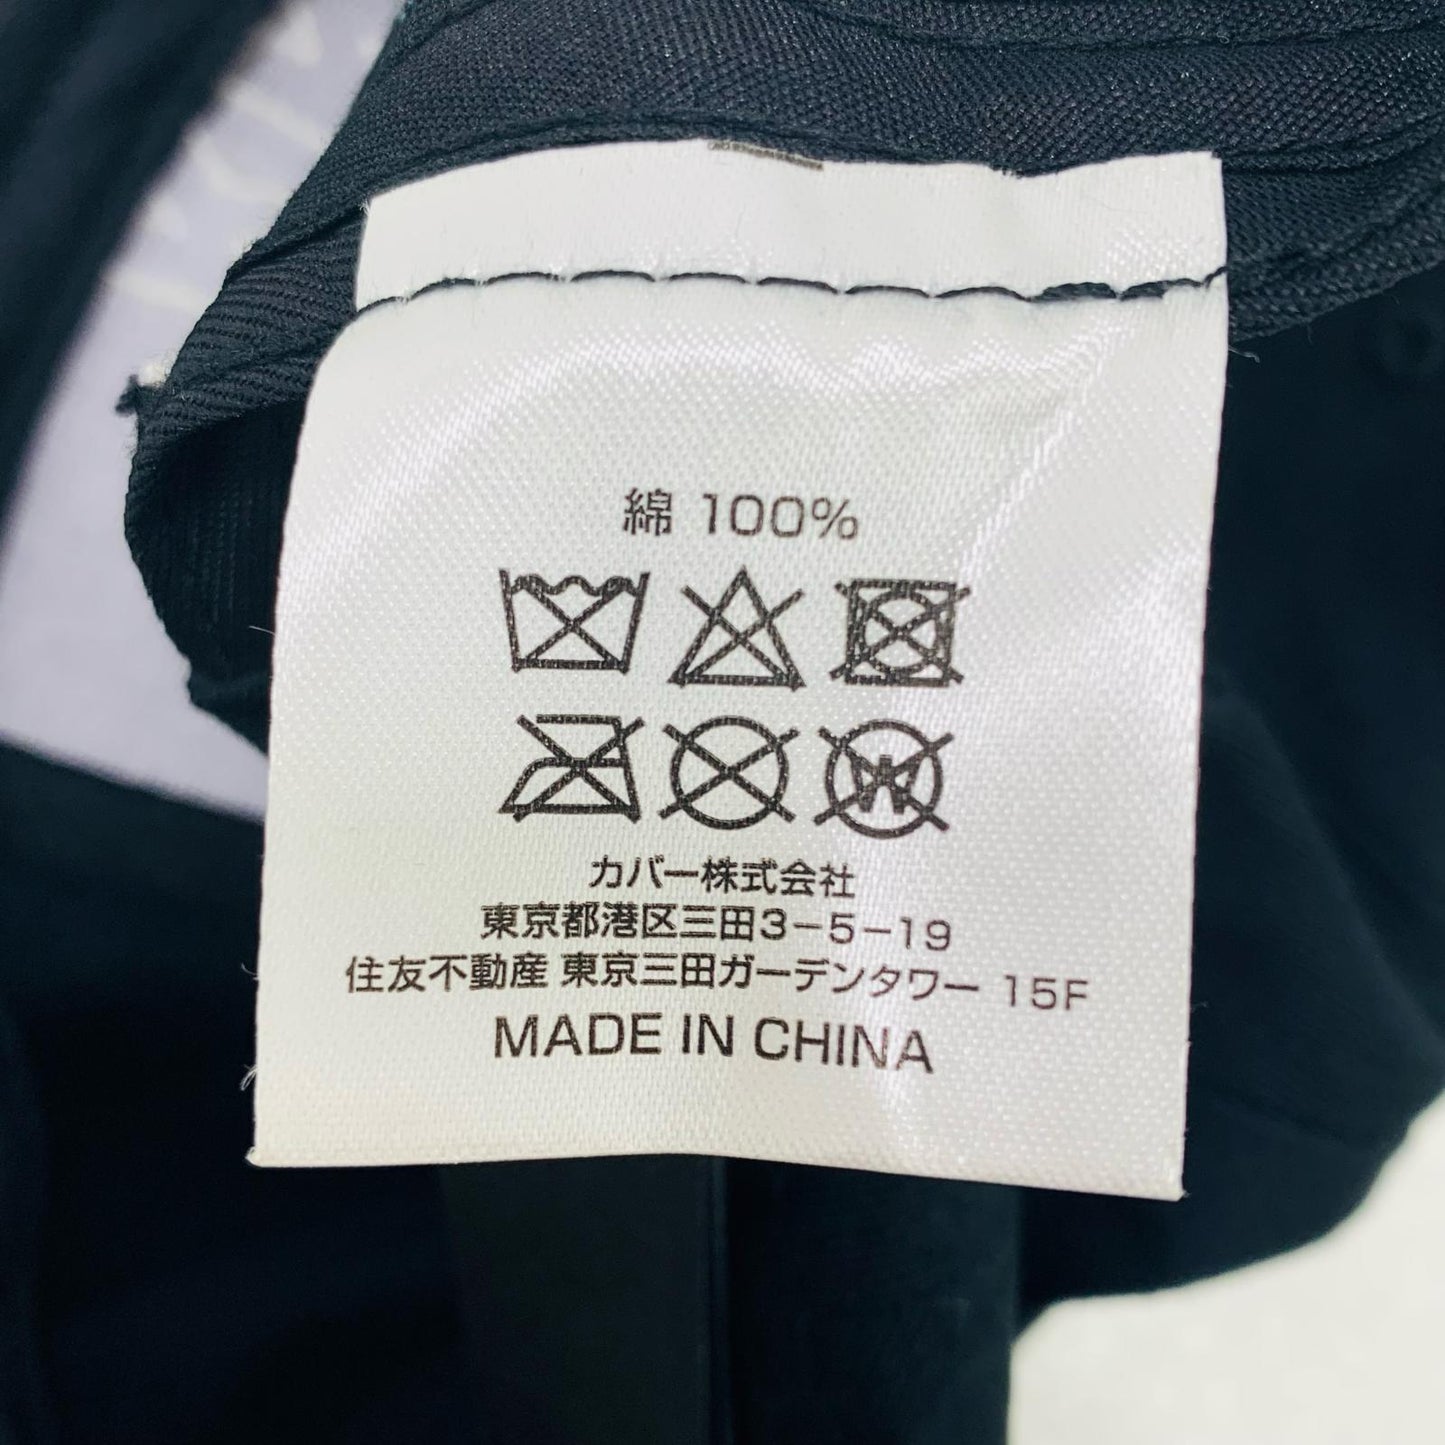 綿 100%
W
カバー株式会社
東京都港区三田3-5-19
住友不動産 東京三田ガーデンタワー 15F
MADE IN CHINA